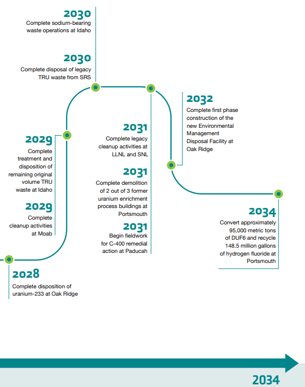 2030
Complete sodium-bearing
waste operations at Idaho
2030
Complete disposal of legacy
TRU waste from SRS
2029
Complete
treatment and
disposition of
remaining original
volume TRU
waste at Idaho
2029
Complete
cleanup activities
at Moab
2028
Complete disposition of
uranium-233 at Oak Ridge
2031
Complete legacy
cleanup activities at
LLNL and SNL
2031
Complete demolition
of 2 out of 3 former
uranium enrichment
process buildings at
Portsmouth
2031
Begin fieldwork
for C-400 remedial
action at Paducah
2032
Complete first phase
construction of the
new Environmental
Management
Disposal Facility at
Oak Ridge
2034
Convert approximately
95,000 metric tons
of DUF6 and recycle
148.5 million gallons
of hydrogen fluoride at
Portsmouth
2034